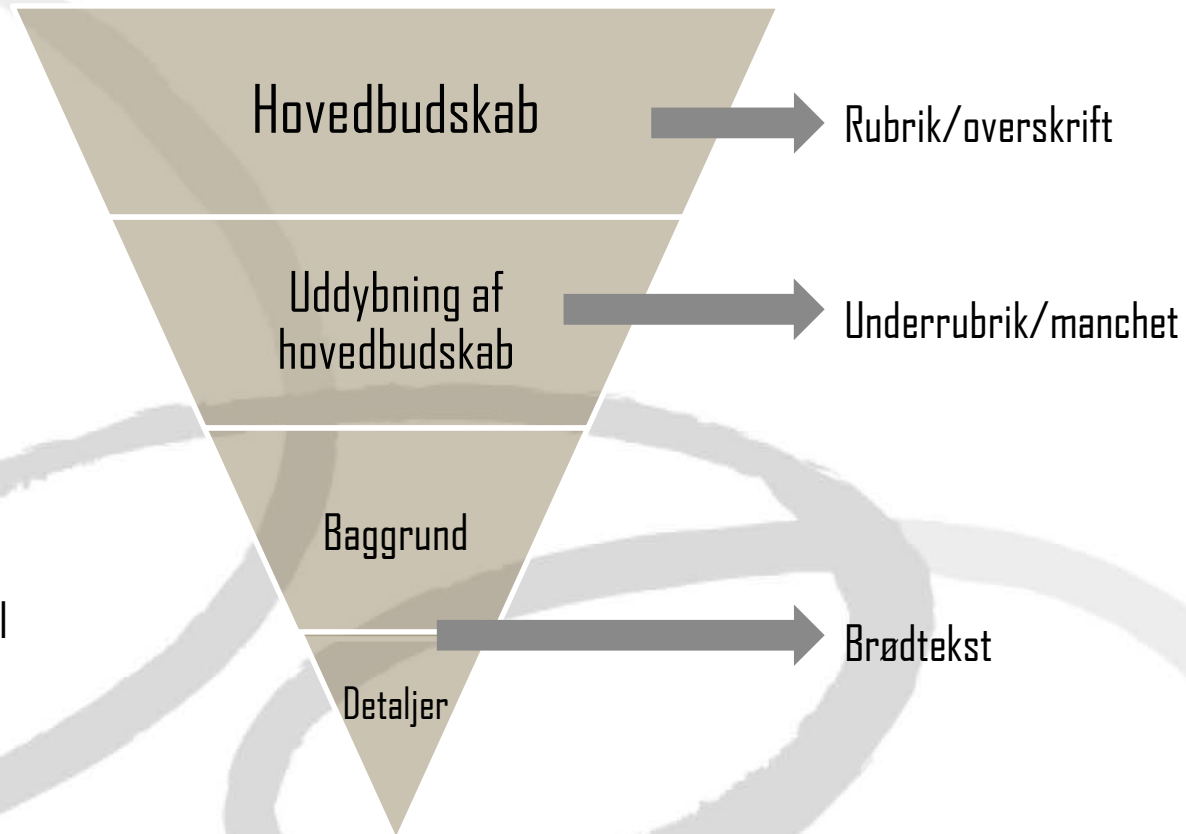 Hovedbudskab
Rubrik/overskrift
Uddybning af
hovedbudskab
Underrubrik/manchet
Baggrund
Brødtekst
Detaljer